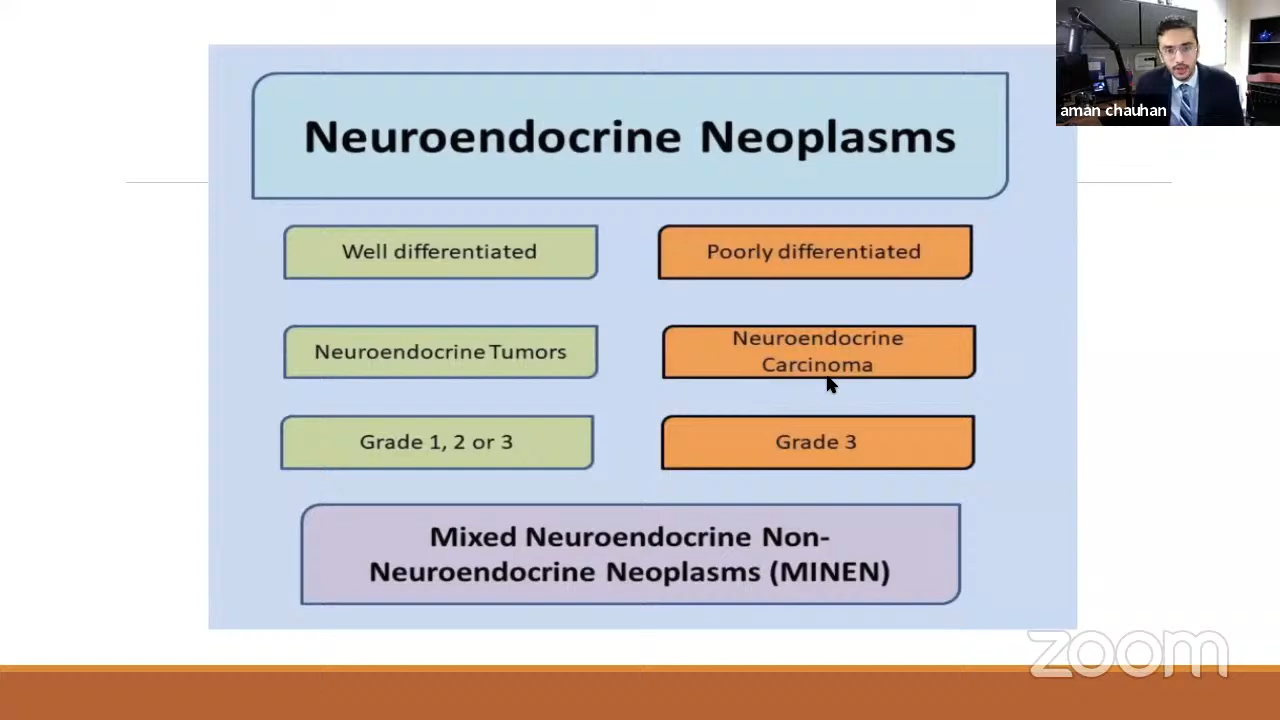 aman chauhan
Neuroendocrine Neoplasms
Well differentiated
Poorly differentiated
Neuroendocrine Tumors
Neuroendocrine
Carcinoma
Grade 1, 2 or 3
Grade 3
Mixed Neuroendocrine Non-
Neuroendocrine Neoplasms (MINEN)
zoom